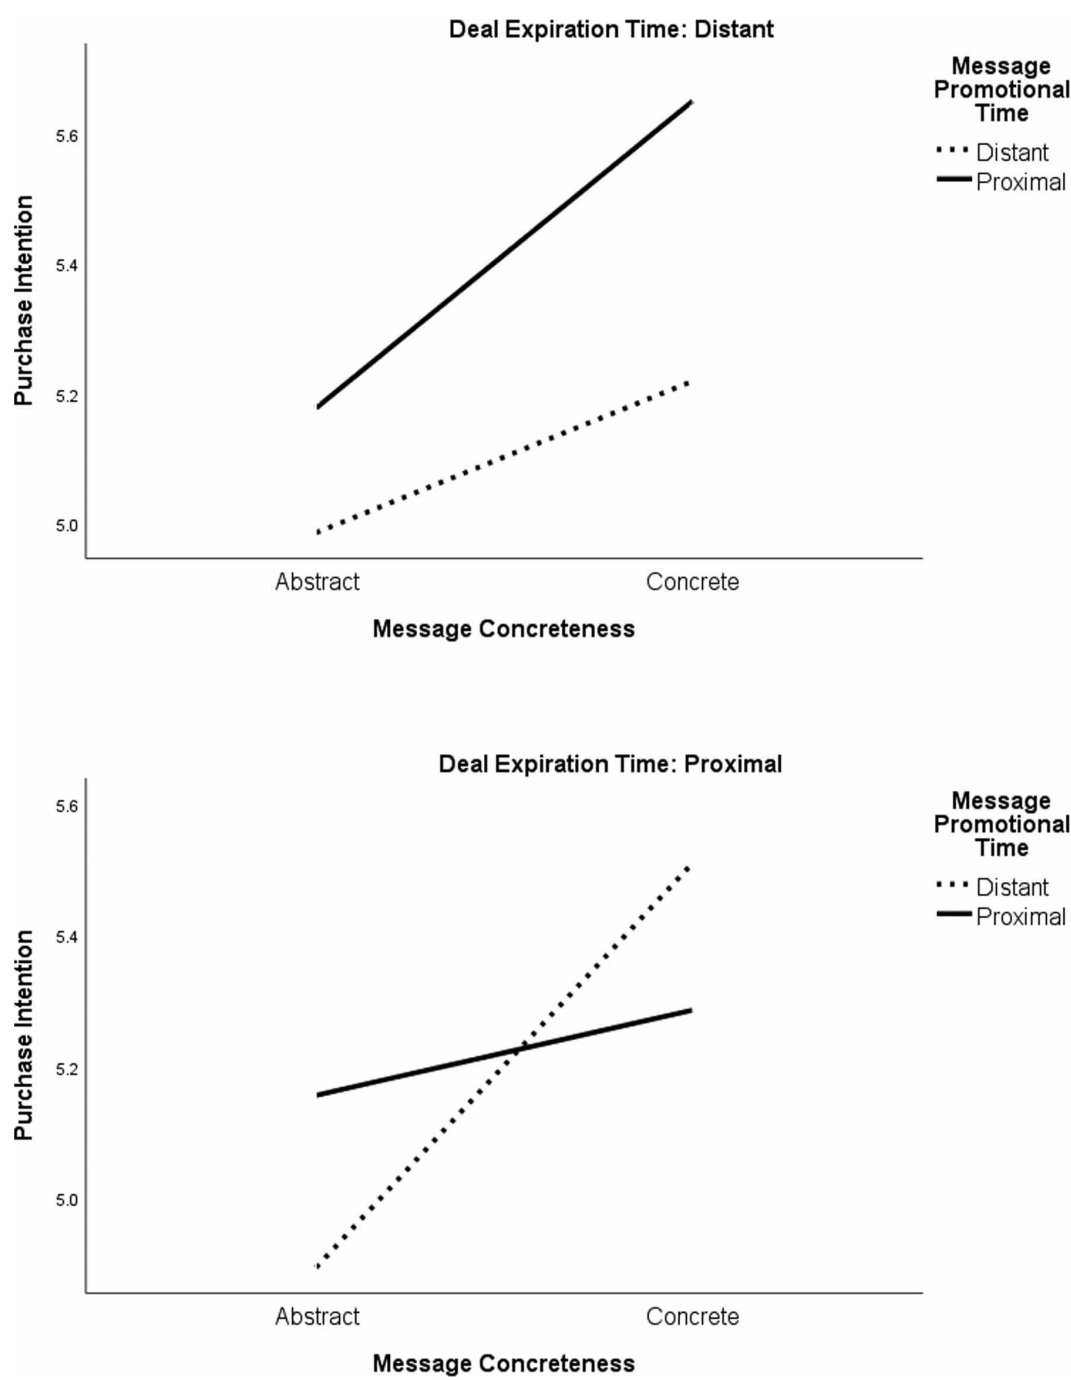 Deal Expiration Time: Distant
Message
Promotional
Time
Distant
Proximal
Purchase Intention
5.6
5.4
5.2
5.0
Abstract
Concrete
Message Concreteness
Deal Expiration Time: Proximal
Message
Promotional
Time
Distant
Proximal
Purchase Intention
5.6
5.4
5.2
5.0
Abstract
Concrete
Message Concreteness